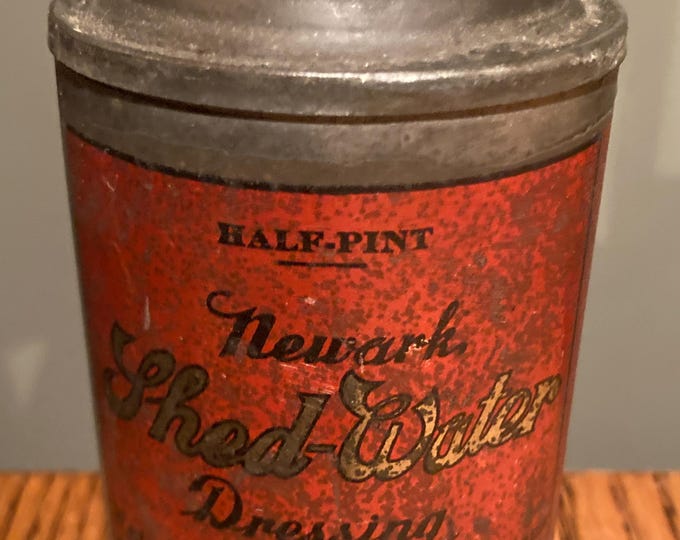 HALF-PINT
Newark
Shed-Water
Dressing